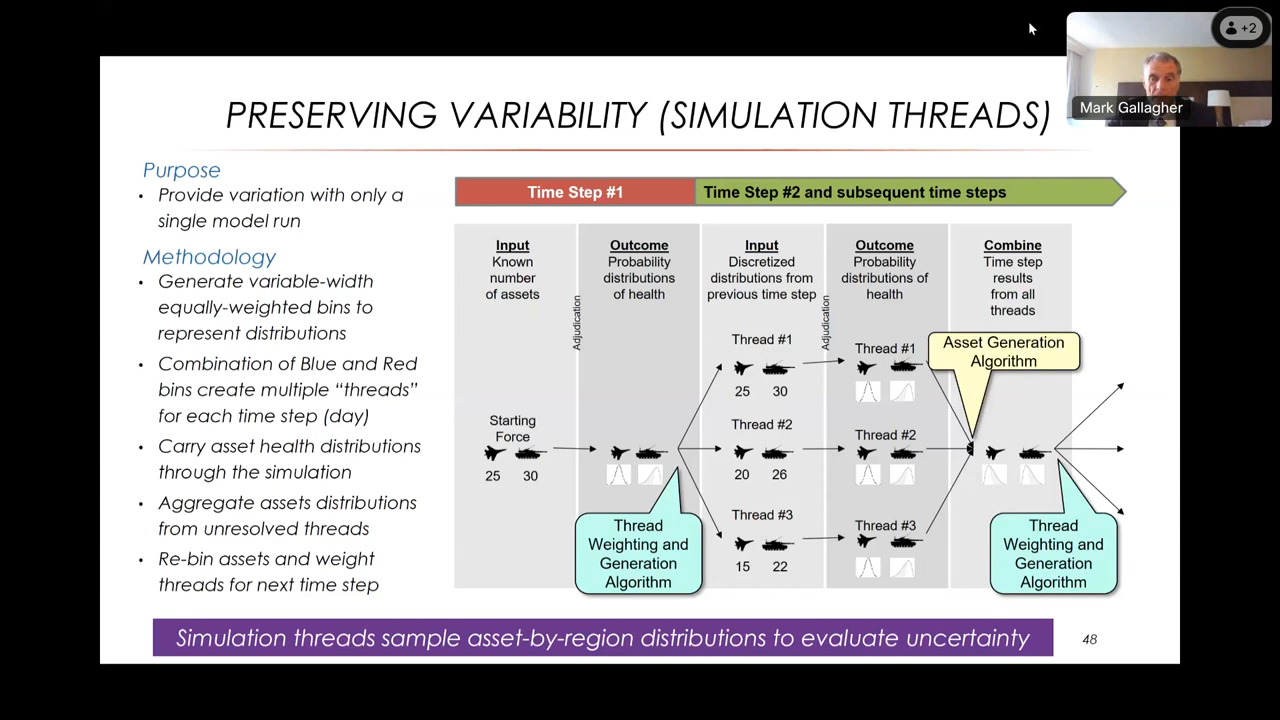 +2
Mark Gallagher
PRESERVING VARIABILITY (SIMULATION THREADS)
Purpose
• Provide variation with only a
single model run
Methodology
• Generate variable-width
equally-weighted bins to
represent distributions
• Combination of Blue and Red
bins create multiple “threads”
for each time step (day)
• Carry asset health distributions
through the simulation
• Aggregate assets distributions
from unresolved threads
• Re-bin assets and weight
threads for next time step
Time Step #1
Time Step #2 and subsequent time steps
Input
Known
number
of assets
Adjudication
Outcome
Probability
distributions
of health
Input
Discretized
distributions from
previous time step
Adjudication
Outcome
Probability
distributions of
health
Combine
Time step
results
from all
threads
Starting
Force
25 30
Thread #1
25 30
Thread #2
20 26
Thread #3
15 22
Thread #1
Thread #2
Thread #3
Asset Generation
Algorithm
Thread
Weighting and
Generation
Algorithm
Thread
Weighting and
Generation
Algorithm
Simulation threads sample asset-by-region distributions to evaluate uncertainty
48